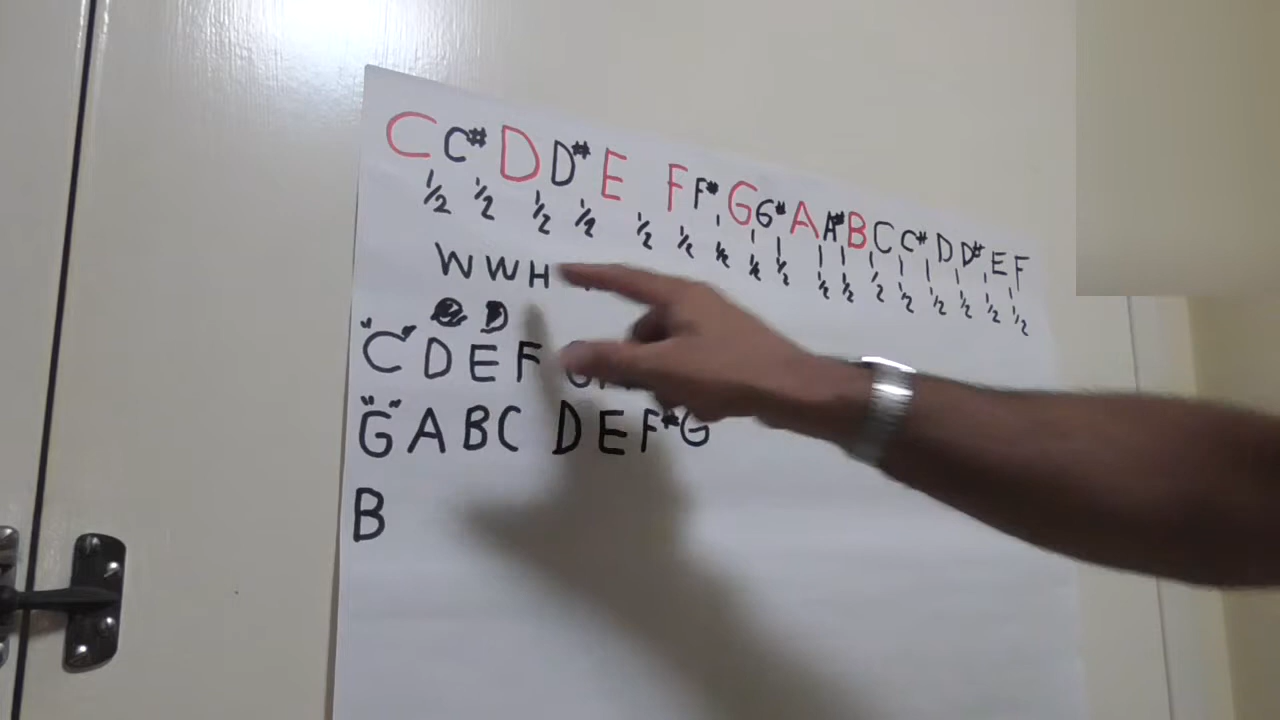 C C# D D# E F F# G G# A A# B C C# D D# E F
1/2 1/2 1/2 1/2 1/2 1/2 1/2 1/2 1/2 1/2 1/2 1/2 1/2 1/2 1/2 1/2 1/2
W W H
D
"C" D E F G
"G" A B C D E F# G
B